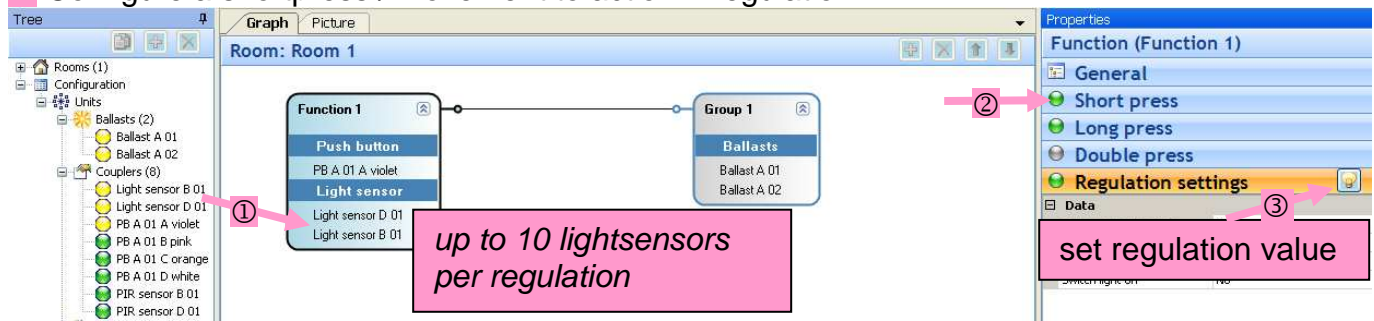 Tree
Rooms (1)
Configuration
Units
Ballasts (2)
Ballast A 01
Ballast A 02
Couplers (8)
Light sensor B 01
Light sensor D 01
PB A 01 A violet
PB A 01 B pink
PB A 01 C orange
PB A 01 D white
PIR sensor B 01
PIR sensor D 01
①
Graph Picture
Room: Room 1
Function 1
Push button
PB A 01 A violet
Light sensor
Light sensor D 01
Light sensor B 01
Group 1
Ballasts
Ballast A 01
Ballast A 02
up to 10 lightsensors
per regulation
②
Properties
Function (Function 1)
General
Short press
Long press
Double press
Regulation settings
Data
③
set regulation value